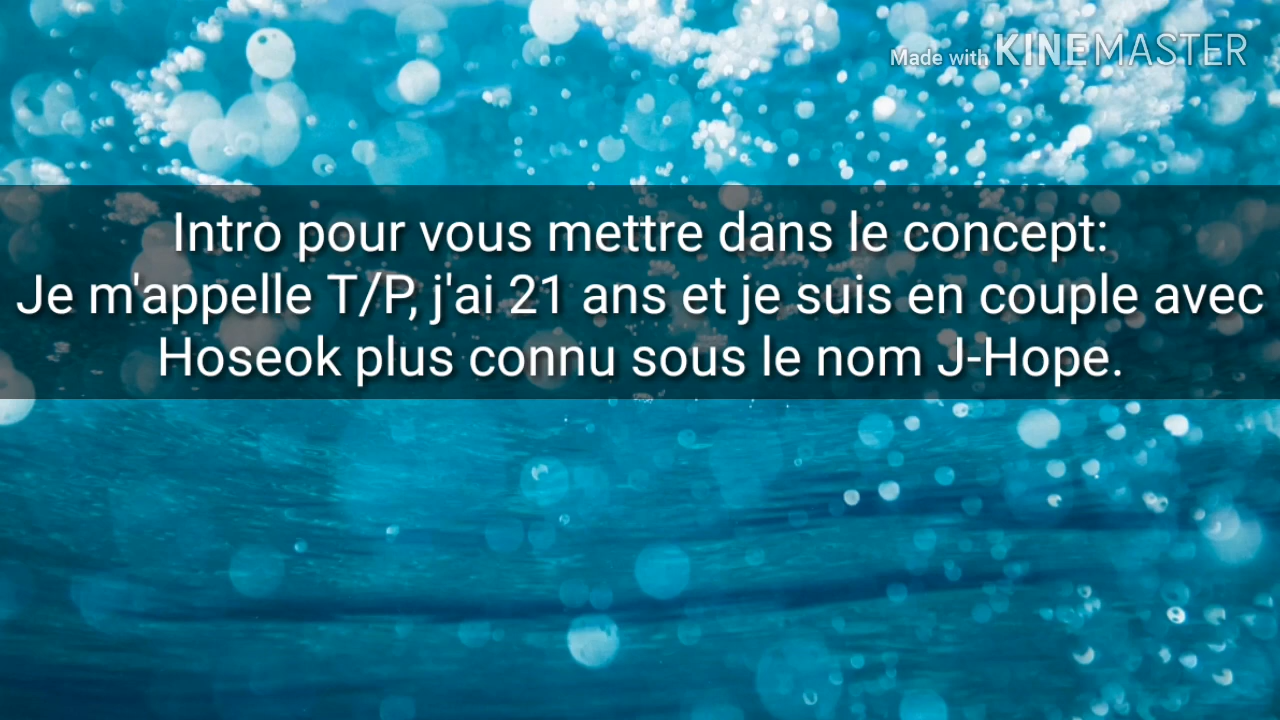 Made with KINEMASTER
Intro pour vous mettre dans le concept:
Je m'appelle T/P, j'ai 21 ans et je suis en couple avec
Hoseok plus connu sous le nom J-Hope.